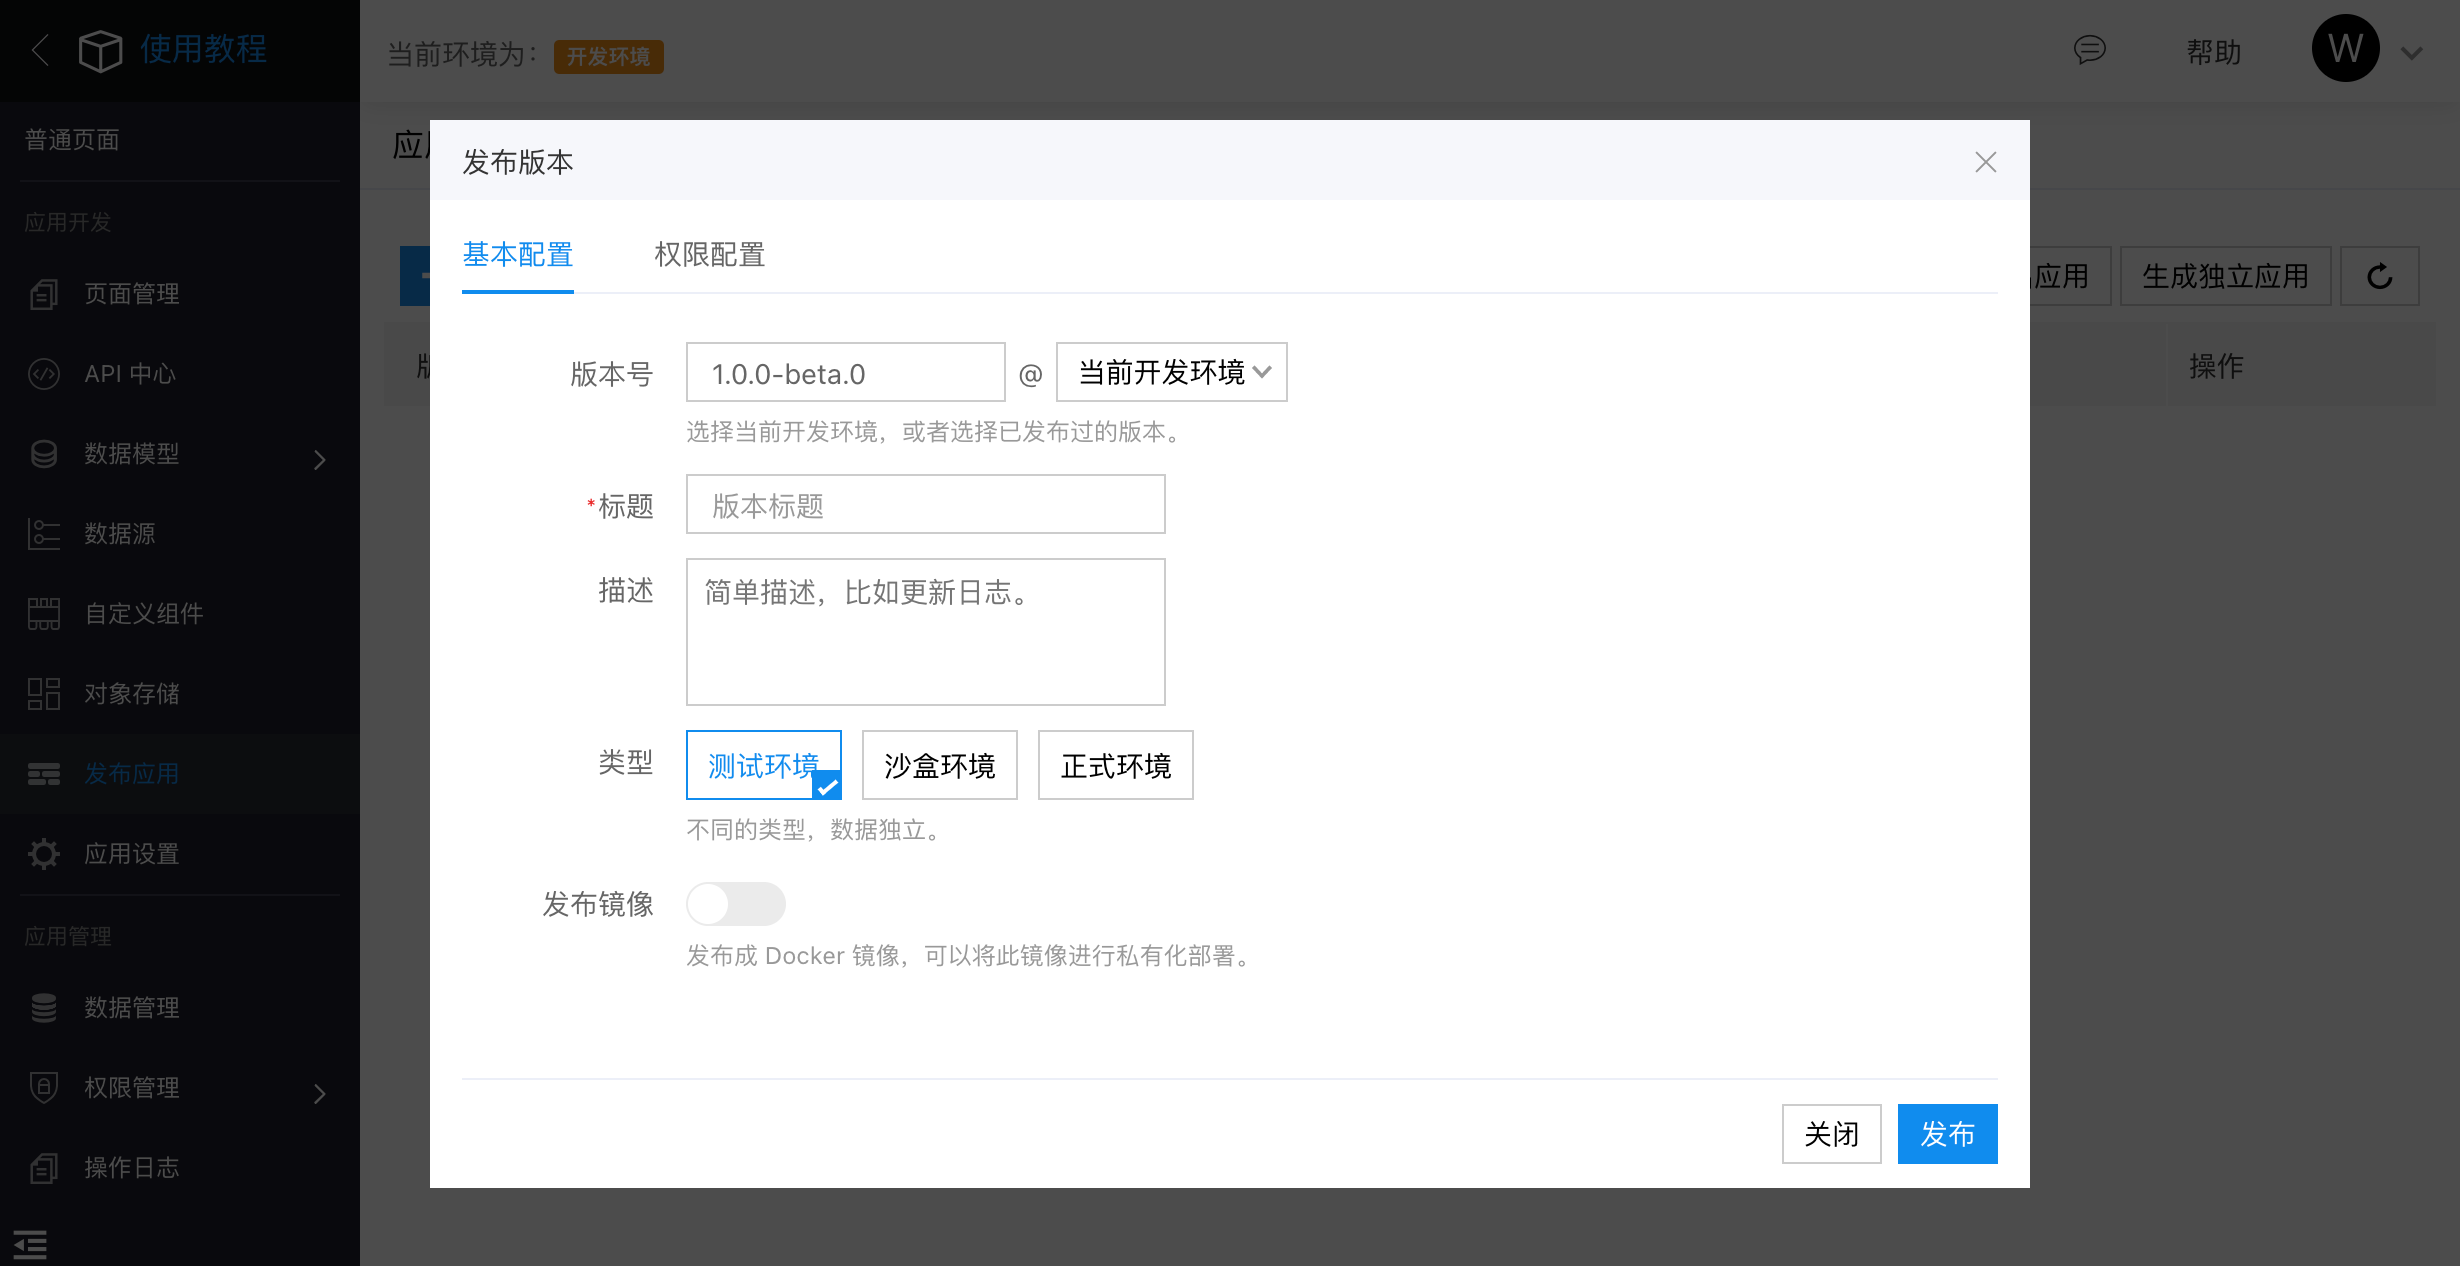 使用教程
当前环境为：
开发环境
帮助
W
普通页面
应用开发
页面管理
API 中心
数据模型
数据源
自定义组件
对象存储
发布应用
应用设置
应用管理
数据管理
权限管理
操作日志
应用
生成独立应用
操作
发布版本
基本配置
权限配置
版本号
1.0.0-beta.0
@
当前开发环境
选择当前开发环境，或者选择已发布过的版本。
*标题
版本标题
描述
简单描述，比如更新日志。
类型
测试环境
沙盒环境
正式环境
不同的类型，数据独立。
发布镜像
发布成 Docker 镜像，可以将此镜像进行私有化部署。
关闭
发布